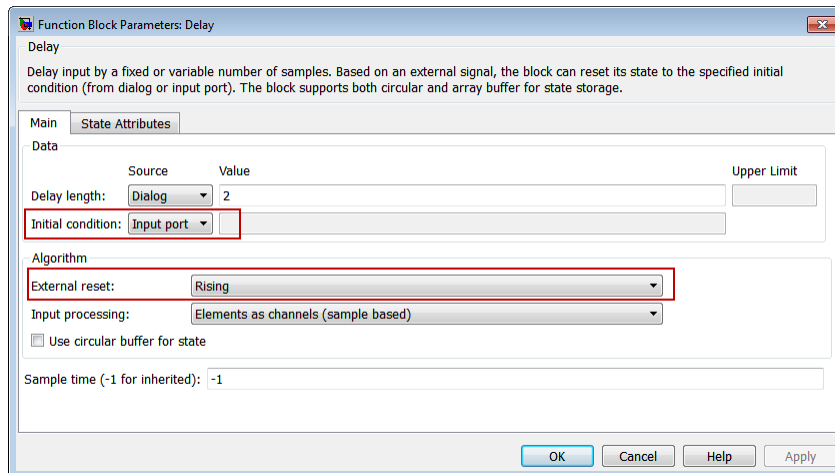 Function Block Parameters: Delay
Delay
Delay input by a fixed or variable number of samples. Based on an external signal, the block can reset its state to the specified initial
condition (from dialog or input port). The block supports both circular and array buffer for state storage.
Main State Attributes
Data
Source Value Upper Limit
Delay length: Dialog 2
Initial condition: Input port
Algorithm
External reset: Rising
Input processing: Elements as channels (sample based)
Use circular buffer for state
Sample time (-1 for inherited): -1
OK Cancel Help Apply